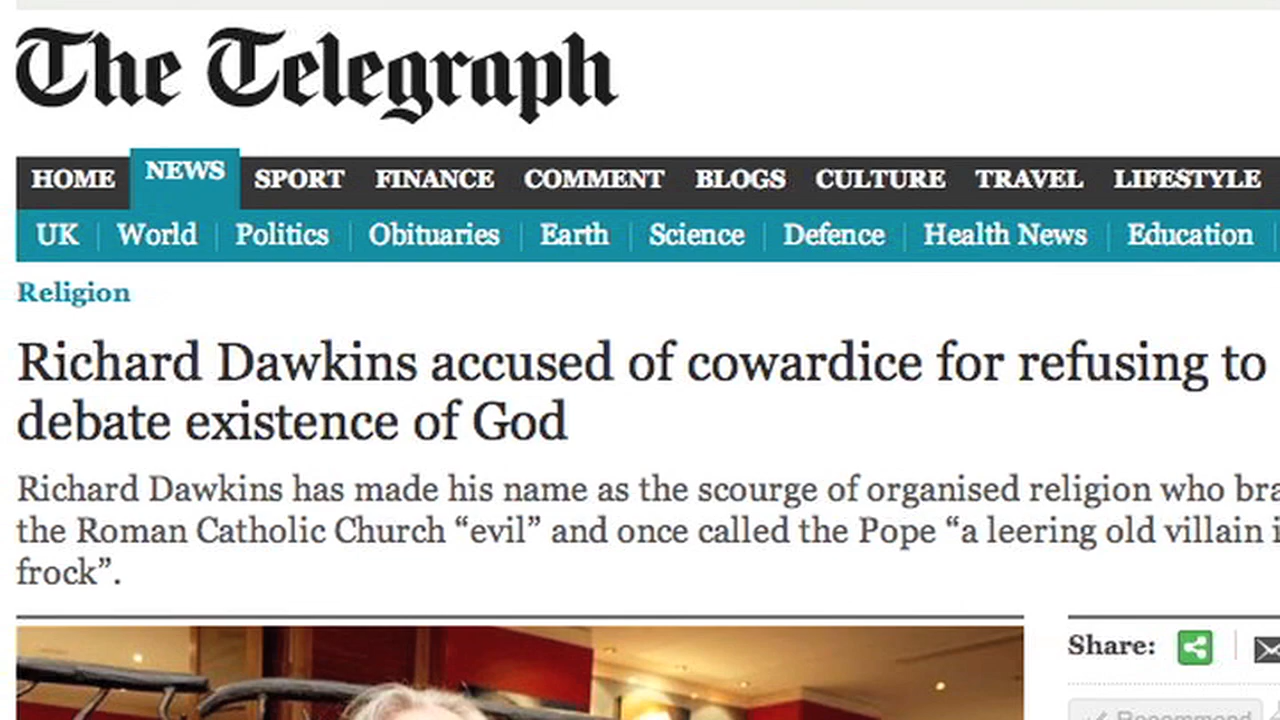 The Telegraph
HOME NEWS SPORT FINANCE COMMENT BLOGS CULTURE TRAVEL LIFESTYLE
UK World Politics Obituaries Earth Science Defence Health News Education
Religion
Richard Dawkins accused of cowardice for refusing to
debate existence of God
Richard Dawkins has made his name as the scourge of organised religion who bra
the Roman Catholic Church “evil” and once called the Pope “a leering old villain i
frock”.
Share:
Recommend